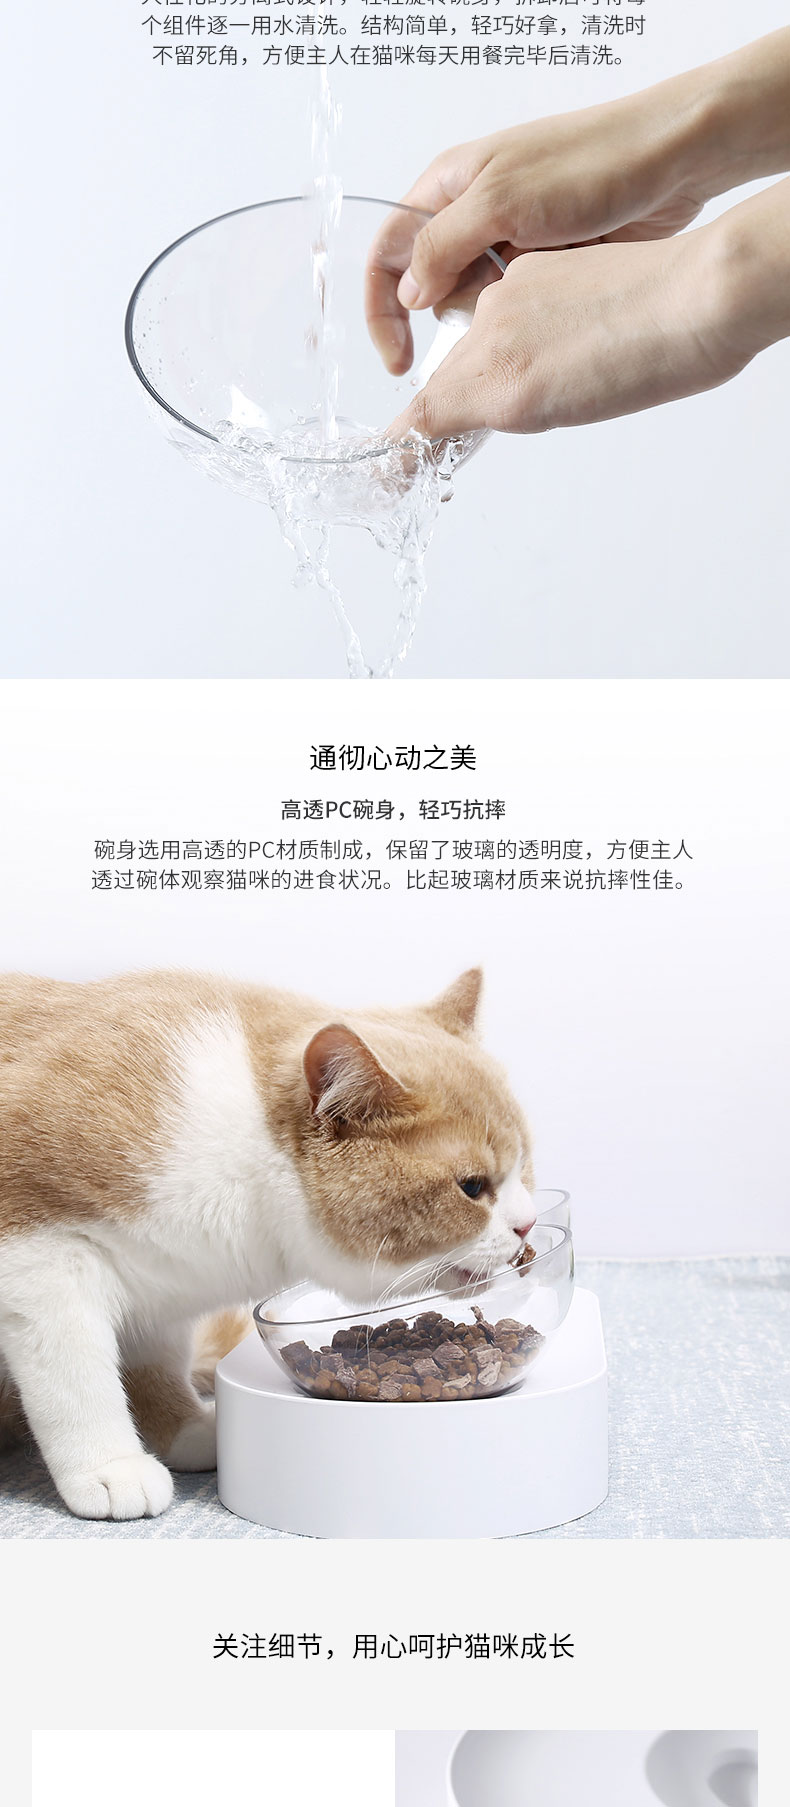 个组件逐一用水清洗。结构简单，轻巧好拿，清洗时
不留死角，方便主人在猫咪每天用餐完毕后清洗。
通彻心动之美
高透PC碗身，轻巧抗摔
碗身选用高透的PC材质制成，保留了玻璃的透明度，方便主人
透过碗体观察猫咪的进食状况。比起玻璃材质来说抗摔性佳。
关注细节，用心呵护猫咪成长